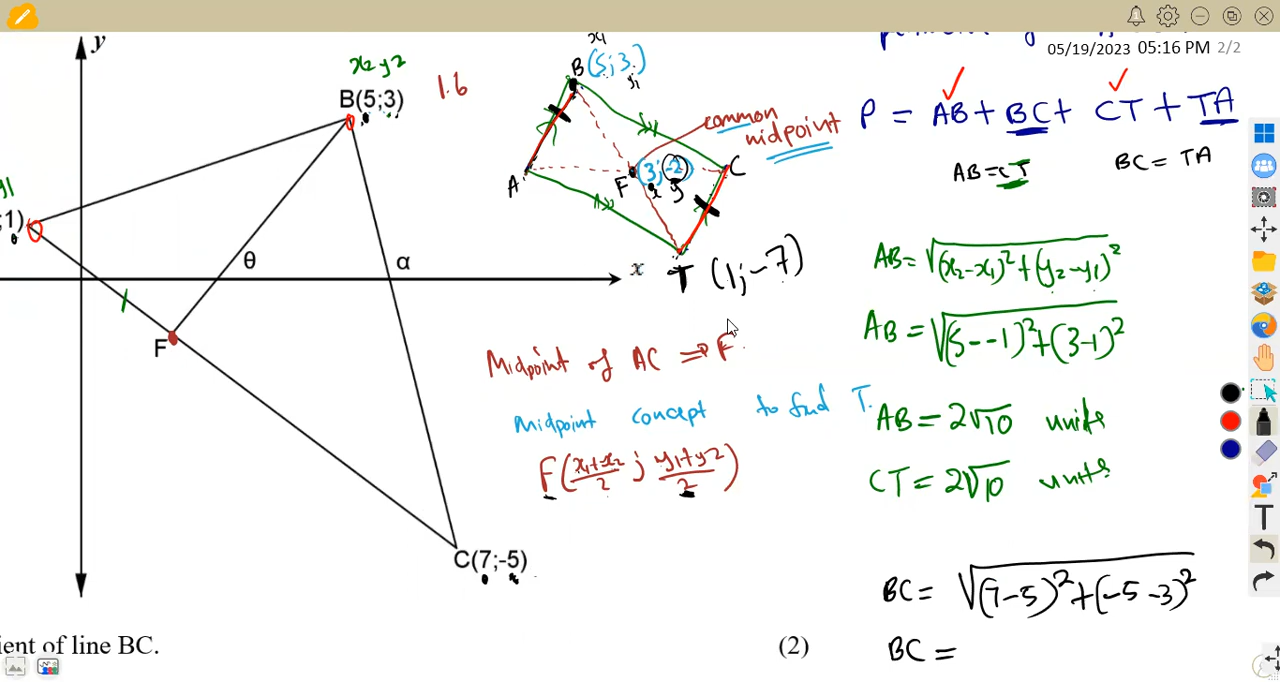 05/19/2023 05:16 PM 2/2
y
x2 y2
B(5;3)
1.6
x1
B(5;3)
y1
common
midpoint
P = AB + BC + CT + TA
AB = CT
BC = TA
y1
;1)
A
F
(3;-2)
x y
C
θ
α
x
T (1;-7)
AB = √(x2-x1)²+(y2-y1)²
F
Midpoint of AC ⇒ F
AB = √(5--1)²+(3-1)²
Midpoint concept to find T.
AB = 2√10 units
F(x1+x2/2 ; y1+y2/2)
CT = 2√10 units
C(7;-5)
BC = √(7-5)²+(-5-3)²
ient of line BC.
(2)
BC =
T